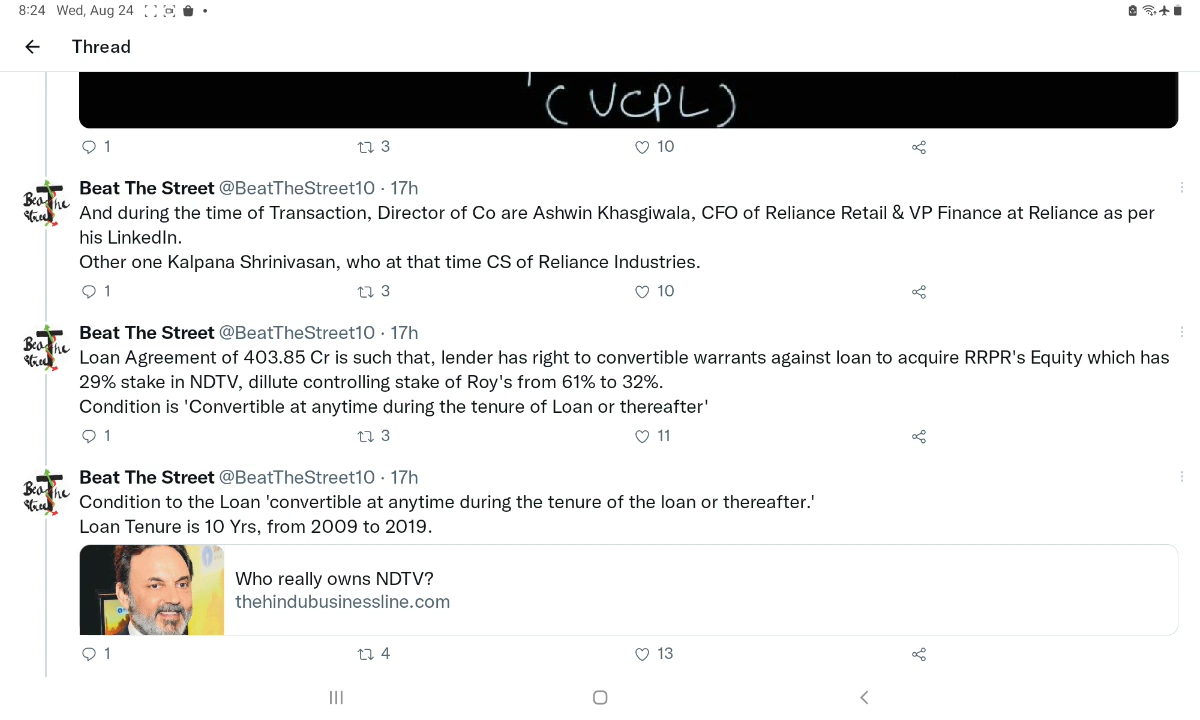 8:24 Wed, Aug 24
Thread
(VCPL)
1 3 10
Beat The Street @BeatTheStreet10 · 17h
And during the time of Transaction, Director of Co are Ashwin Khasgiwala, CFO of Reliance Retail & VP Finance at Reliance as per
his LinkedIn.
Other one Kalpana Shrinivasan, who at that time CS of Reliance Industries.
1 3 10
Beat The Street @BeatTheStreet10 · 17h
Loan Agreement of 403.85 Cr is such that, lender has right to convertible warrants against loan to acquire RRPR's Equity which has
29% stake in NDTV, dillute controlling stake of Roy's from 61% to 32%.
Condition is 'Convertible at anytime during the tenure of Loan or thereafter'
1 3 11
Beat The Street @BeatTheStreet10 · 17h
Condition to the Loan 'convertible at anytime during the tenure of the loan or thereafter.'
Loan Tenure is 10 Yrs, from 2009 to 2019.
Who really owns NDTV?
thehindubusinessline.com
1 4 13